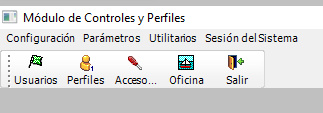 Módulo de Controles y Perfiles
Configuración Parámetros Utilitarios Sesión del Sistema
Usuarios Perfiles Acceso... Oficina Salir